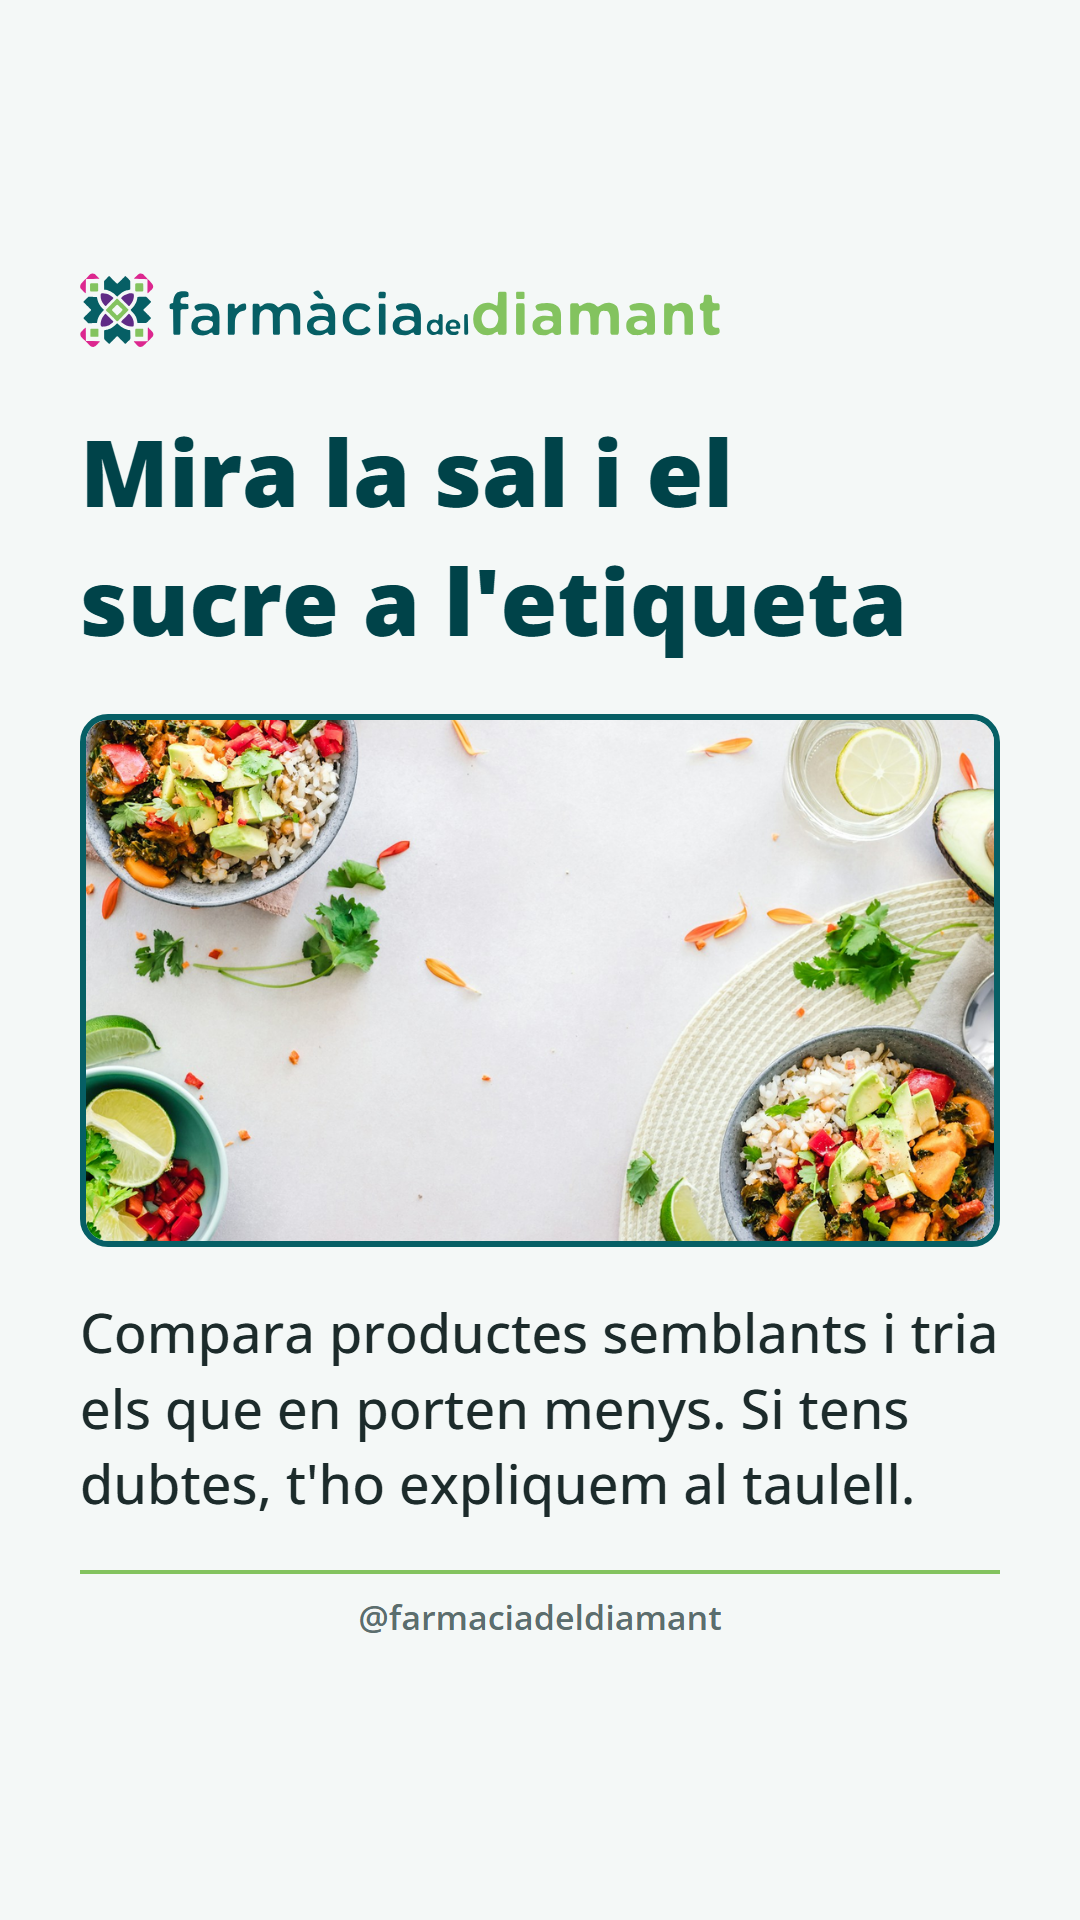 farmàciadeldiamant
Mira la sal i el
sucre a l'etiqueta
Compara productes semblants i tria
els que en porten menys. Si tens
dubtes, t'ho expliquem al taulell.
@farmaciadeldiamant